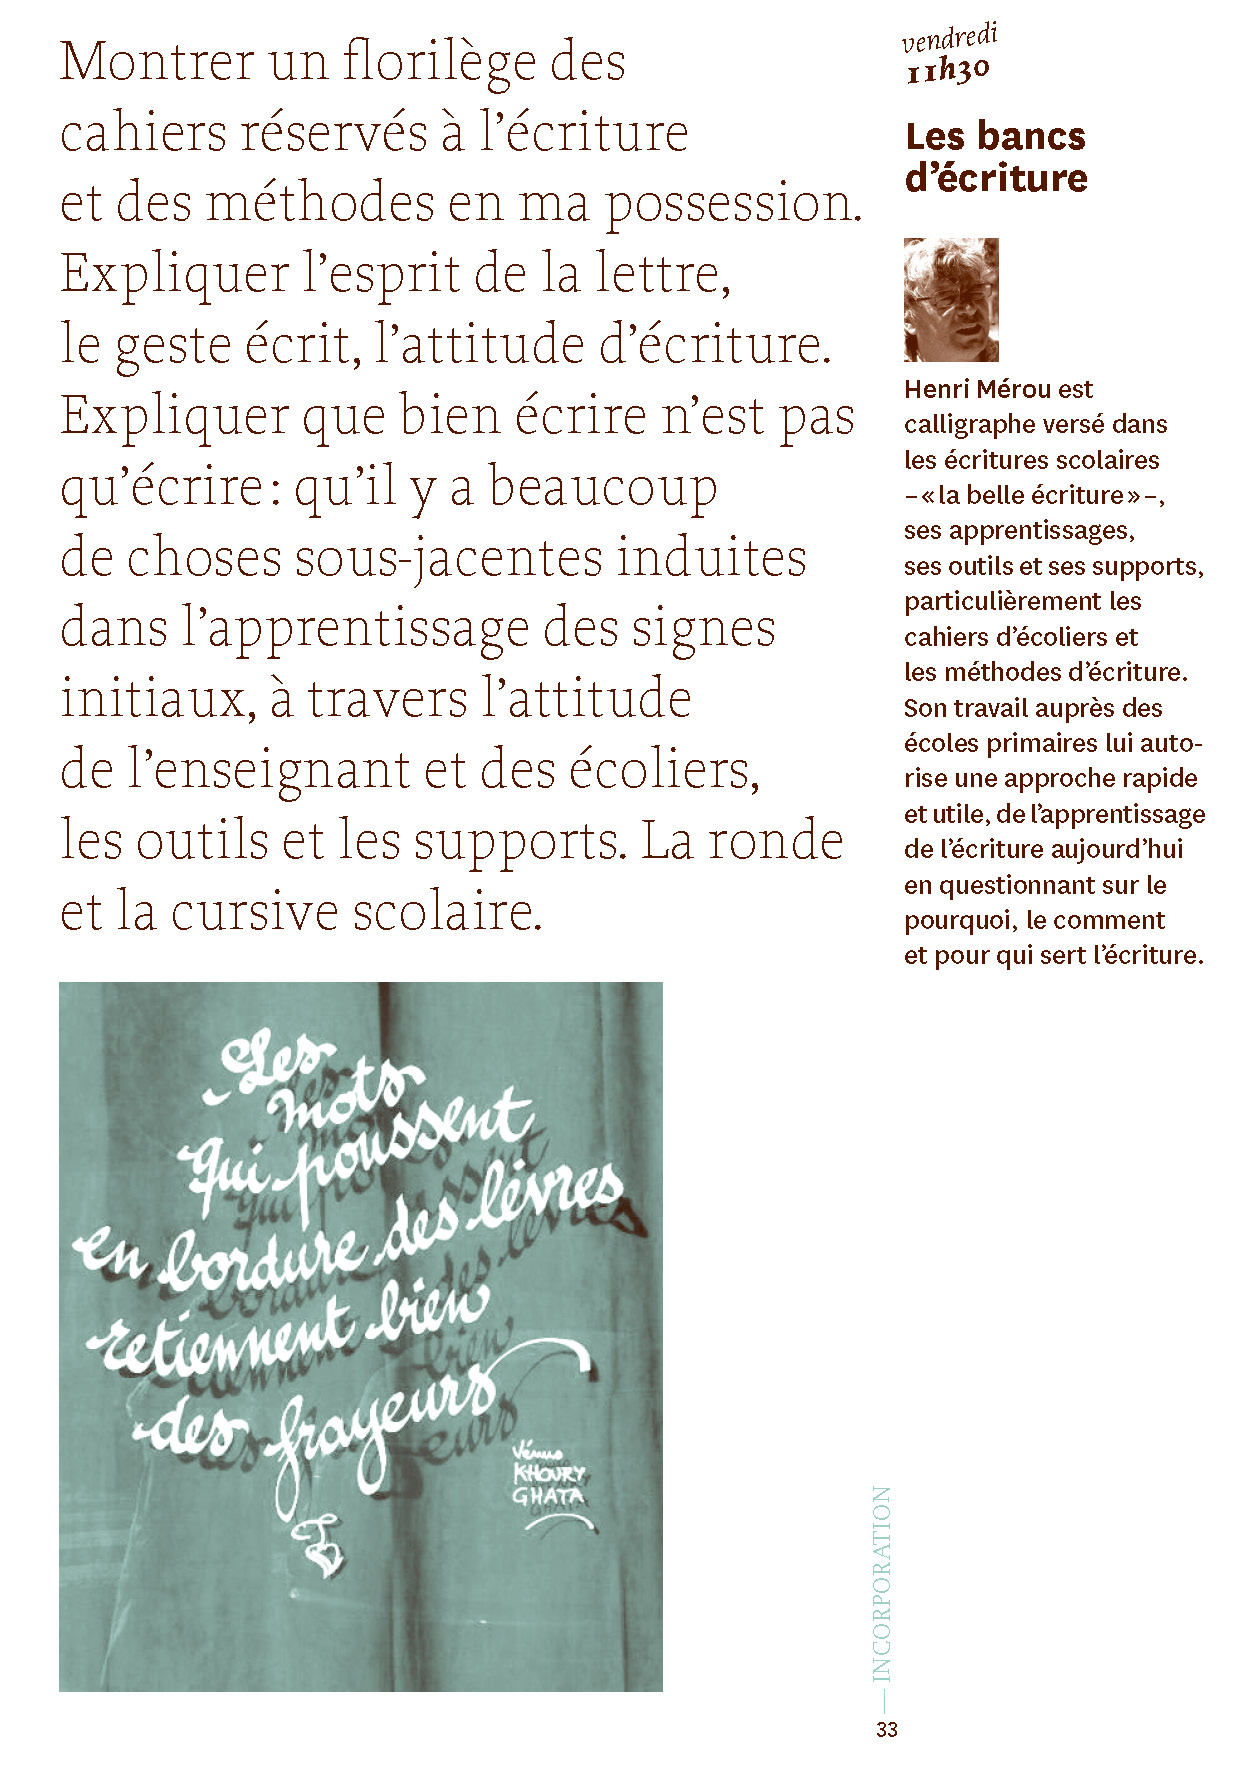 Montrer un florilège des
cahiers réservés à l’écriture
et des méthodes en ma possession.
Expliquer l’esprit de la lettre,
le geste écrit, l’attitude d’écriture.
Expliquer que bien écrire n’est pas
qu’écrire : qu’il y a beaucoup
de choses sous-jacentes induites
dans l’apprentissage des signes
initiaux, à travers l’attitude
de l’enseignant et des écoliers,
les outils et les supports. La ronde
et la cursive scolaire.
vendredi
11h30
Les bancs
d’écriture
Henri Mérou est
calligraphe versé dans
les écritures scolaires
– « la belle écriture » –,
ses apprentissages,
ses outils et ses supports,
particulièrement les
cahiers d’écoliers et
les méthodes d’écriture.
Son travail auprès des
écoles primaires lui auto-
rise une approche rapide
et utile, de l’apprentissage
de l’écriture aujourd’hui
en questionnant sur le
pourquoi, le comment
et pour qui sert l’écriture.
Les
mots
qui poussent
en bordure des lèvres
retiennent bien
des frayeurs
Vénus
KHOURY
GHATA
— INCORPORATION
33